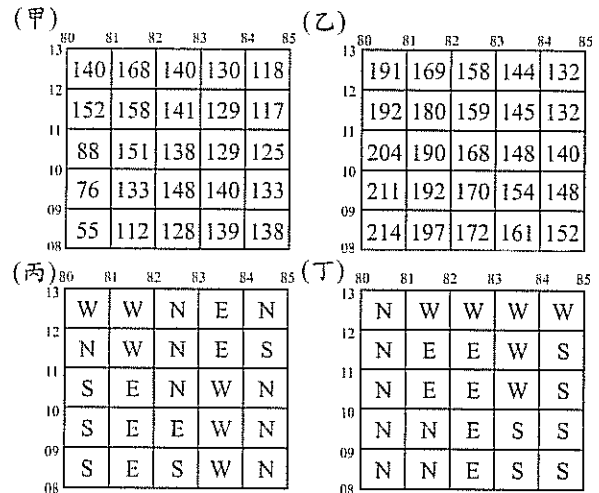 (甲)
80 81 82 83 84 85
13
140 168 140 130 118
12
152 158 141 129 117
11
88 151 138 129 125
10
76 133 148 140 133
09
55 112 128 139 138
08
(乙)
80 81 82 83 84 85
13
191 169 158 144 132
12
192 180 159 145 132
11
204 190 168 148 140
10
211 192 170 154 148
09
214 197 172 161 152
08
(丙)
80 81 82 83 84 85
13
W W N E N
12
N W N E S
11
S E N W N
10
S E E W N
09
S E S W N
08
(丁)
80 81 82 83 84 85
13
N W W W W
12
N E E W S
11
N E E W S
10
N N E S S
09
N N E S S
08